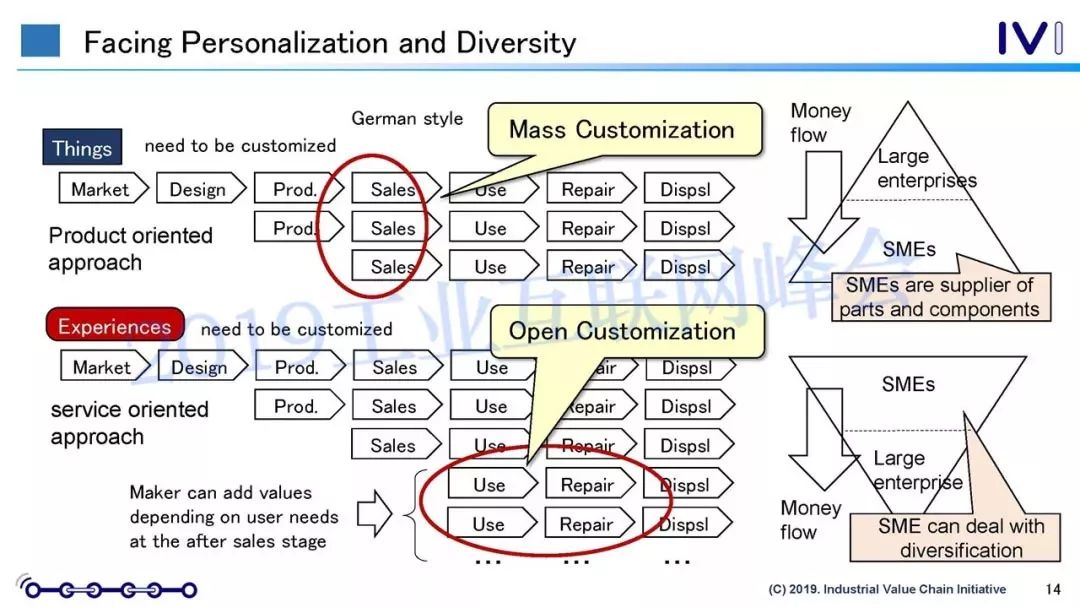 Facing Personalization and Diversity
IVI
German style
Mass Customization
Things
need to be customized
Market Design Prod. Sales Use Repair Dispsl
Prod. Sales Use Repair Dispsl
Sales Use Repair Dispsl
Product oriented
approach
Money
flow
Large
enterprises
SMEs
SMEs are supplier of
parts and components
2019工业互联网峰会
Experiences
need to be customized
Open Customization
Market Design Prod. Sales Use Repair Dispsl
Prod. Sales Use Repair Dispsl
Sales Use Repair Dispsl
Use Repair Dispsl
Use Repair Dispsl
... ... ...
service oriented
approach
Maker can add values
depending on user needs
at the after sales stage
SMEs
Large
enterprise
Money
flow
SME can deal with
diversification
(C) 2019. Industrial Value Chain Initiative
14